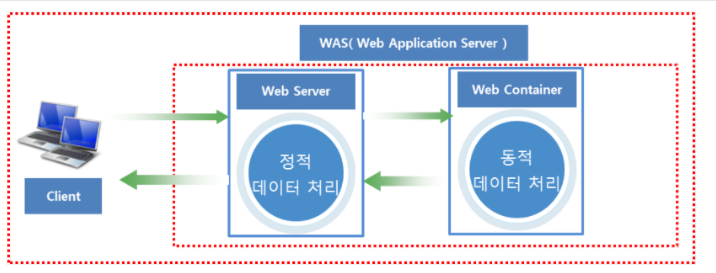 WAS( Web Application Server )
Web Server
Web Container
정적
데이터 처리
동적
데이터 처리
Client